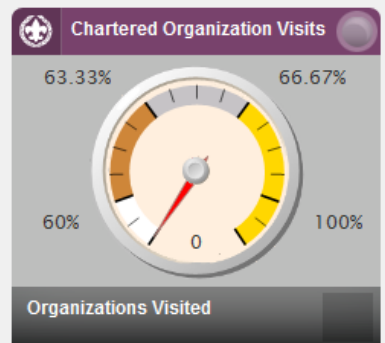 Chartered Organization Visits
63.33% 66.67%
60% 100%
0
Organizations Visited